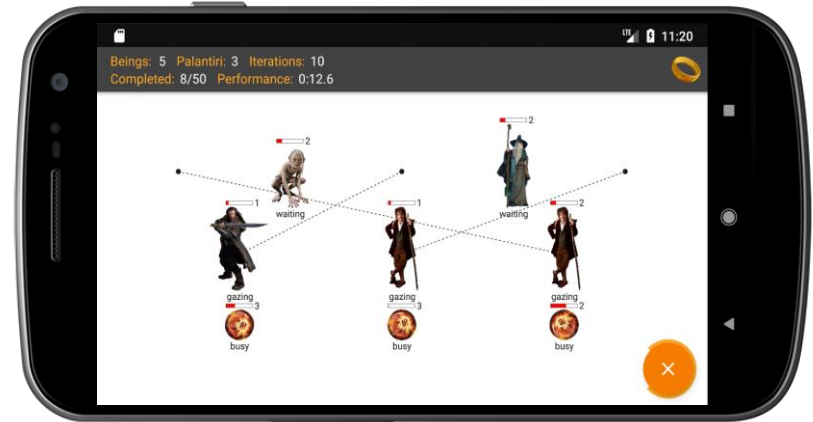 LTE 11:20
Beings: 5 Palantiri: 3 Iterations: 10
Completed: 8/50 Performance: 0:12.6
2
2
waiting
waiting
1
1
2
gazing
gazing
gazing
3
3
2
busy
busy
busy